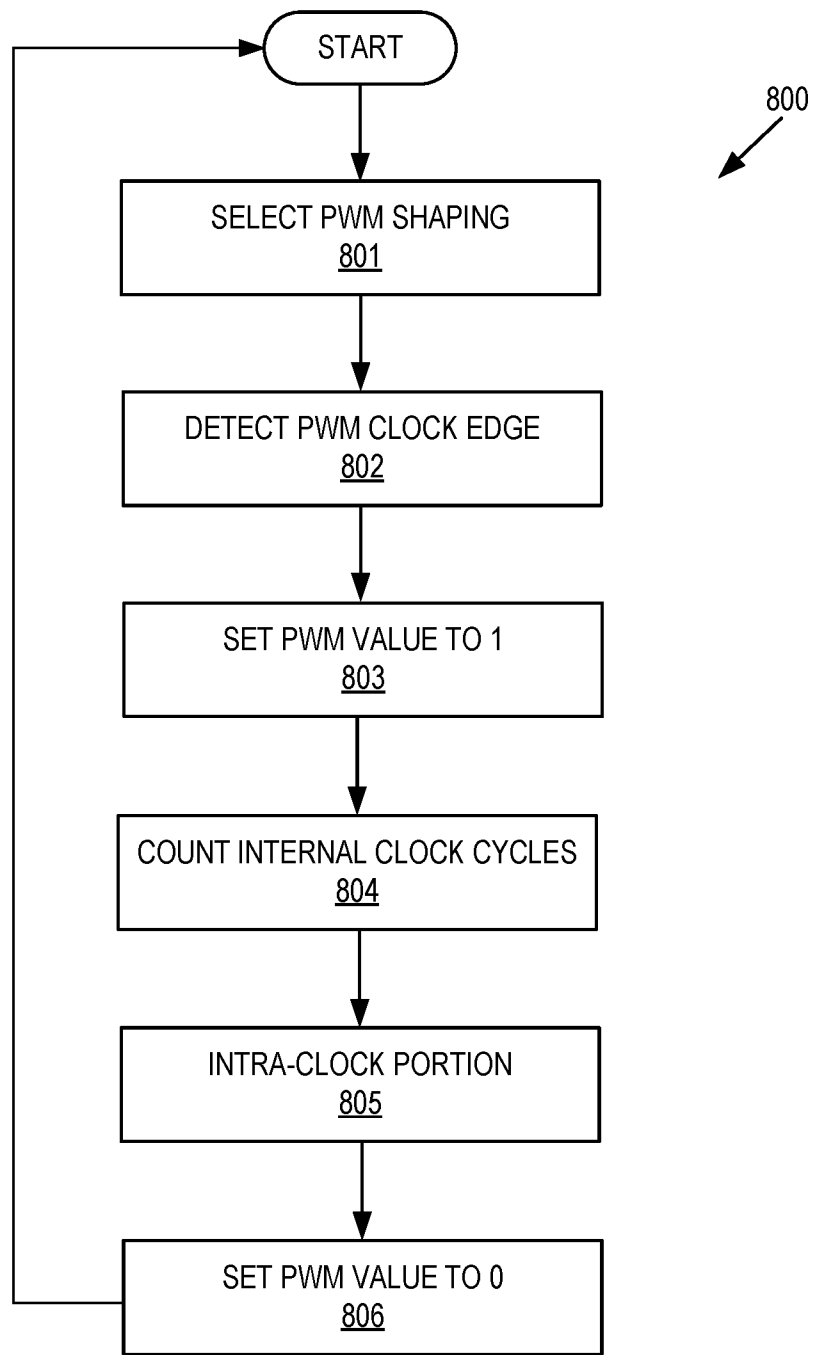 START
800
SELECT PWM SHAPING
801
DETECT PWM CLOCK EDGE
802
SET PWM VALUE TO 1
803
COUNT INTERNAL CLOCK CYCLES
804
INTRA-CLOCK PORTION
805
SET PWM VALUE TO 0
806